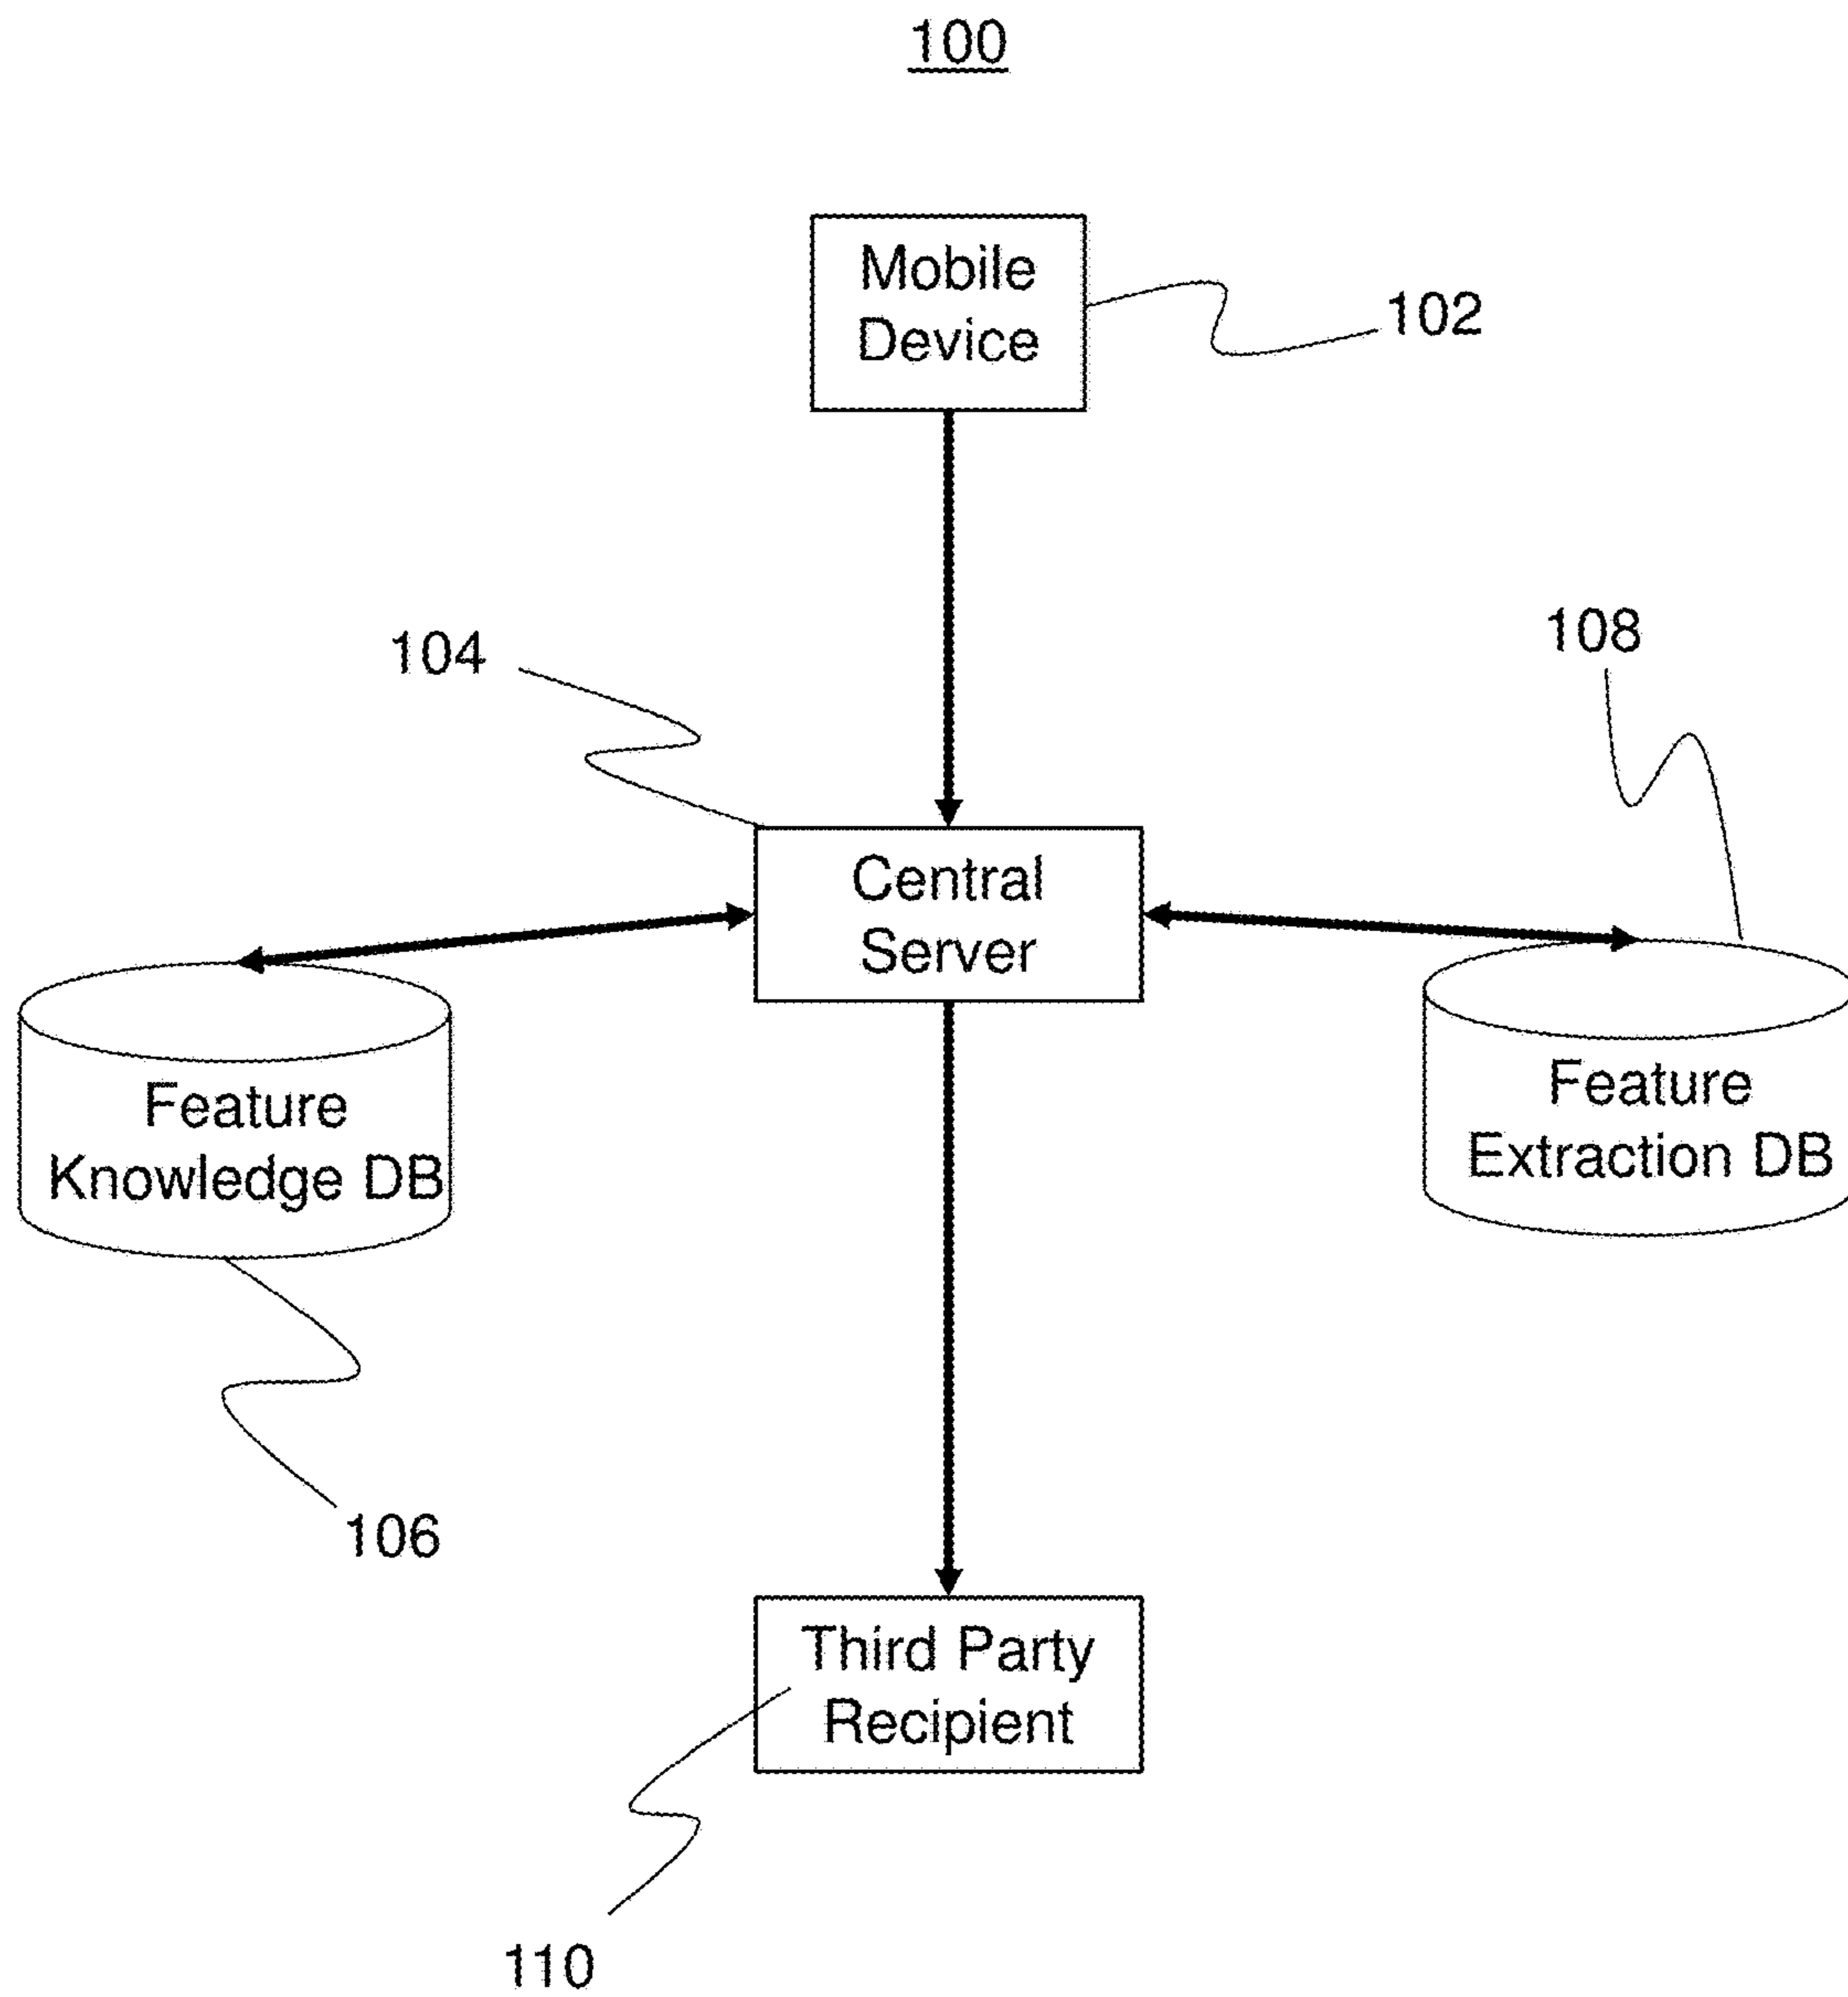 100
Mobile
Device
102
104
108
Central
Server
Feature
Knowledge DB
Feature
Extraction DB
106
Third Party
Recipient
110